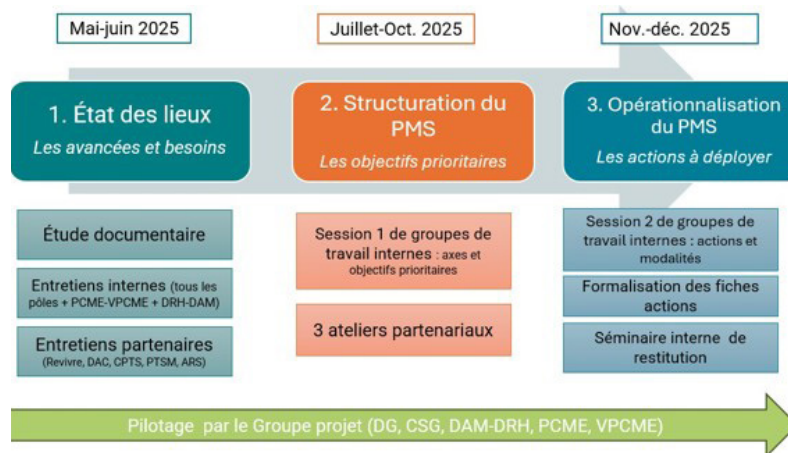 Mai-juin 2025
Juillet-Oct. 2025
Nov.-déc. 2025
1. État des lieux
Les avancées et besoins
2. Structuration du
PMS
Les objectifs prioritaires
3. Opérationnalisation
du PMS
Les actions à déployer
Étude documentaire
Entretiens internes (tous les
pôles + PCME-VPCME + DRH-DAM)
Entretiens partenaires
(Revivre, DAC, CPTS, PTSM, ARS)
Session 1 de groupes de
travail internes : axes et
objectifs prioritaires
3 ateliers partenariaux
Session 2 de groupes de
travail internes : actions et
modalités
Formalisation des fiches
actions
Séminaire interne de
restitution
Pilotage par le Groupe projet (DG, CSG, DAM-DRH, PCME, VPCME)